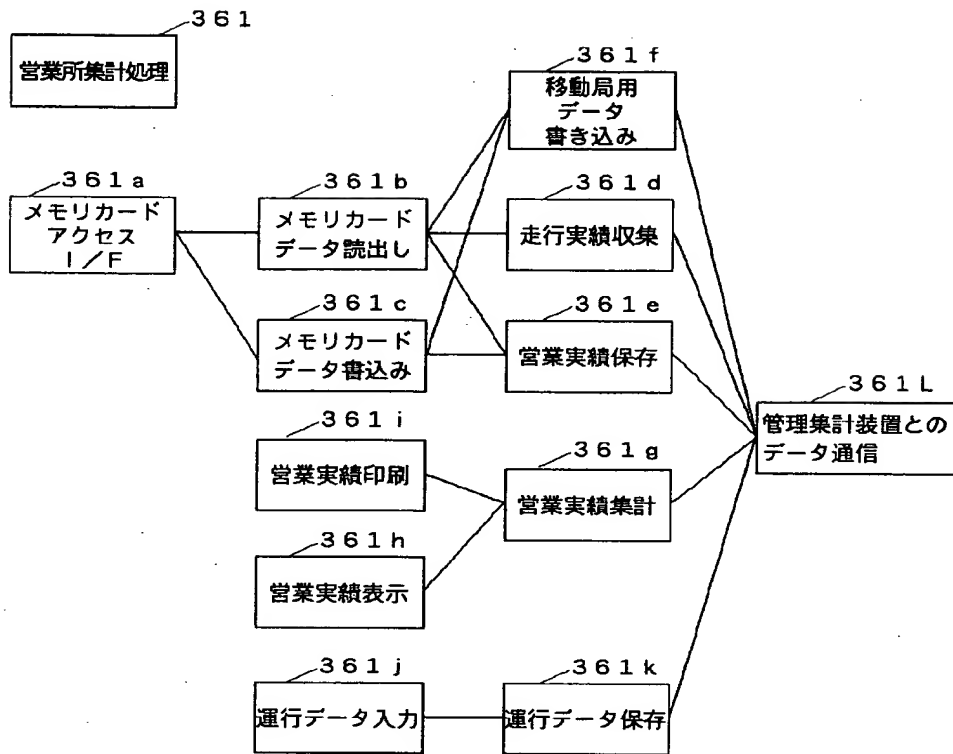 361
営業所集計処理
361f
移動局用
データ
書き込み
361a
メモリカード
アクセス
I/F
361b
メモリカード
データ読出し
361d
走行実績収集
361c
メモリカード
データ書込み
361e
営業実績保存
361L
管理集計装置との
データ通信
361i
営業実績印刷
361g
営業実績集計
361h
営業実績表示
361j
運行データ入力
361k
運行データ保存